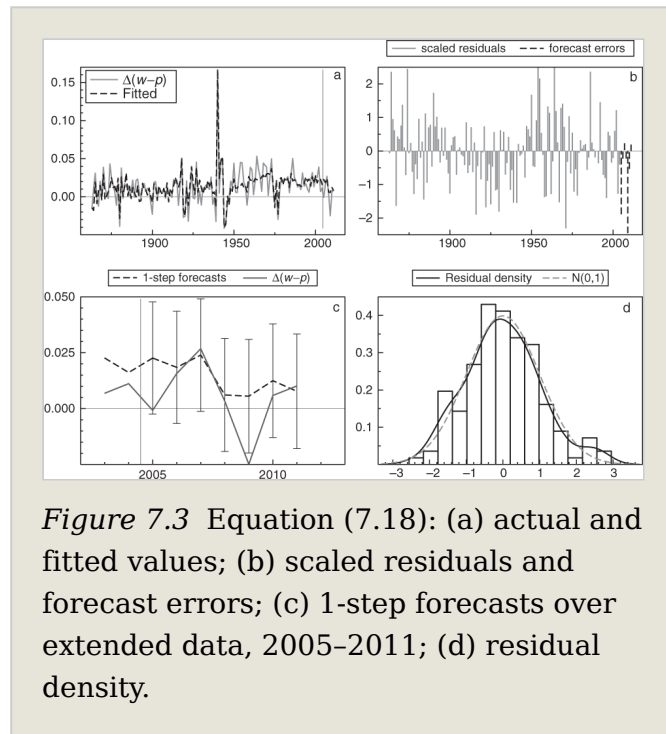 scaled residuals forecast errors
Δ(w–p)
Fitted
a
0.15
0.10
0.05
0.00
1900 1950 2000
b
2
1
0
−1
−2
1900 1950 2000
1-step forecasts Δ(w–p)
c
0.050
0.025
0.000
2005 2010
Residual density N(0,1)
d
0.4
0.3
0.2
0.1
−3 −2 −1 0 1 2 3
Figure 7.3 Equation (7.18): (a) actual and
fitted values; (b) scaled residuals and
forecast errors; (c) 1-step forecasts over
extended data, 2005–2011; (d) residual
density.